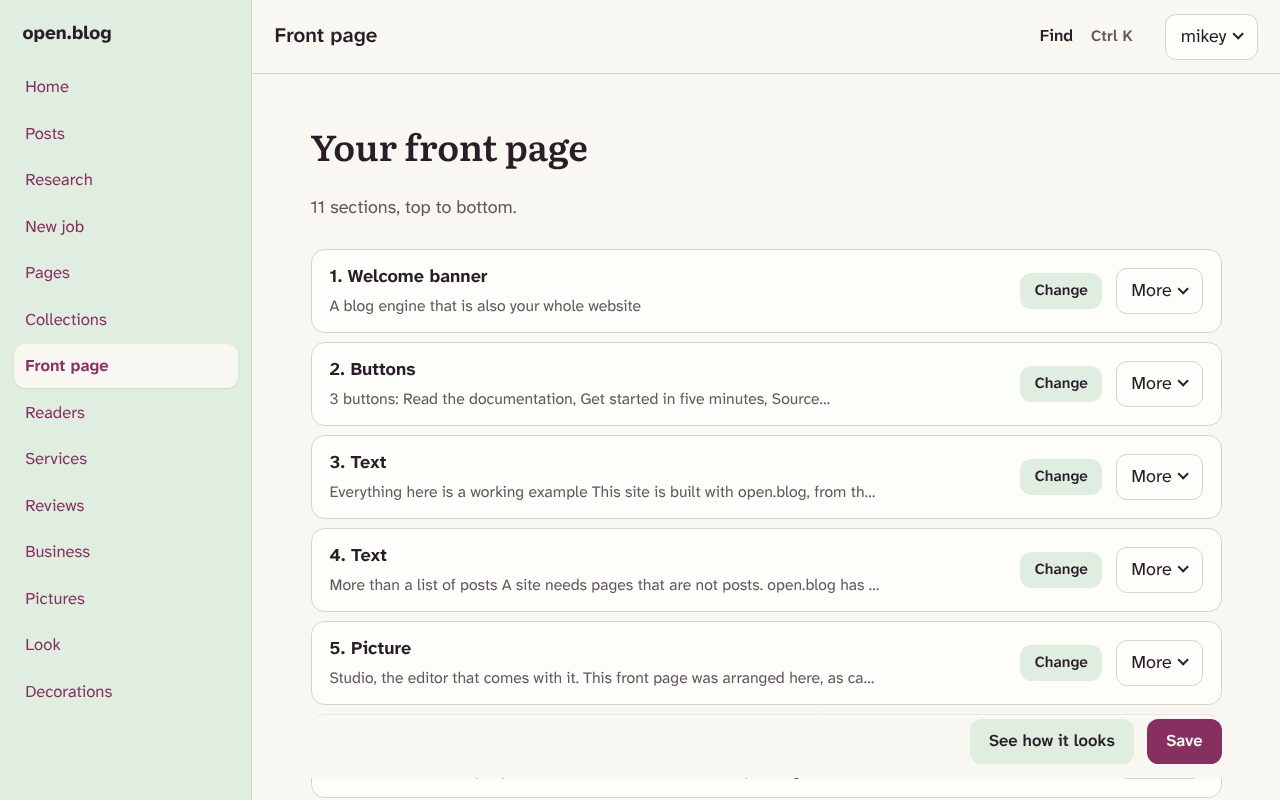 open.blog
Home
Posts
Research
New job
Pages
Collections
Front page
Readers
Services
Reviews
Business
Pictures
Look
Decorations
Front page
Find Ctrl K
mikey
Your front page
11 sections, top to bottom.
1. Welcome banner
A blog engine that is also your whole website
Change More
2. Buttons
3 buttons: Read the documentation, Get started in five minutes, Source...
Change More
3. Text
Everything here is a working example This site is built with open.blog, from th...
Change More
4. Text
More than a list of posts A site needs pages that are not posts. open.blog has ...
Change More
5. Picture
Studio, the editor that comes with it. This front page was arranged here, as ca...
Change More
See how it looks Save